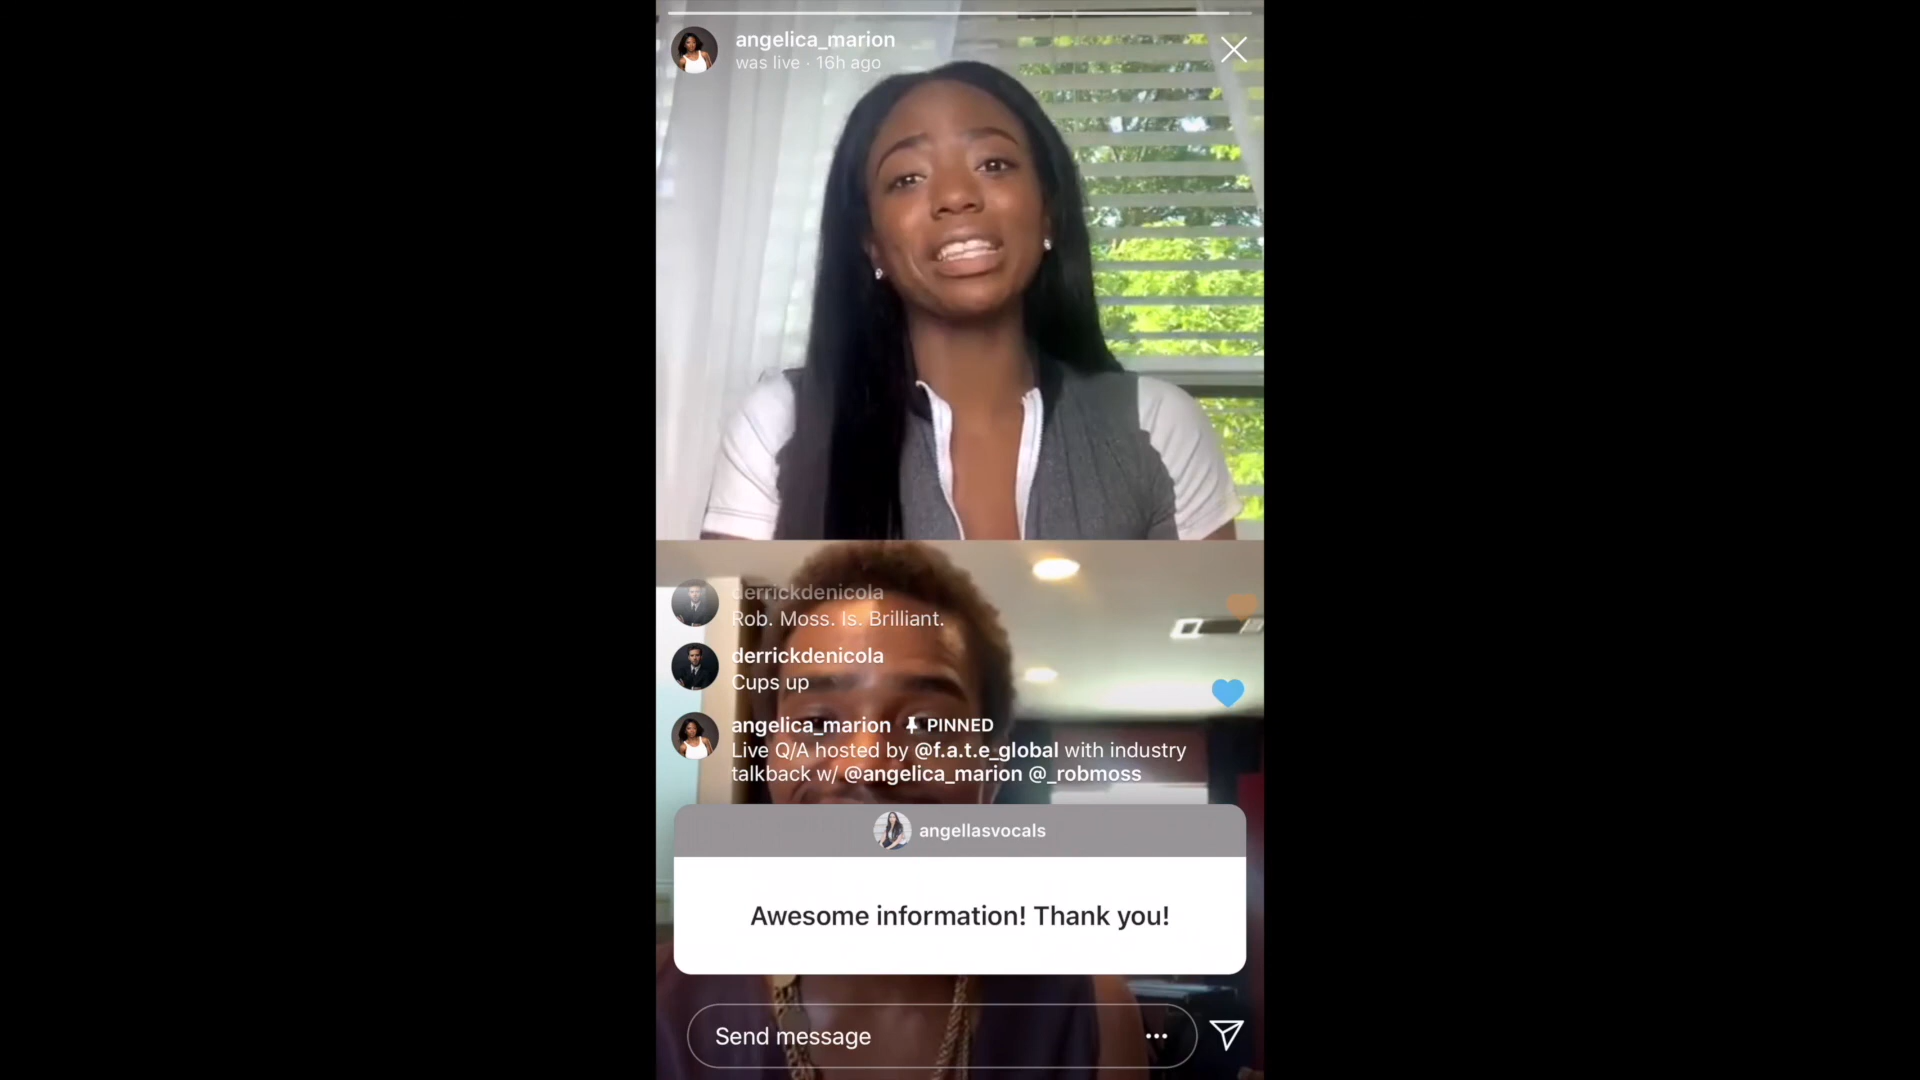 angelica_marion
was live · 16h ago
derrickdenicola
Rob. Moss. Is. Brilliant.
derrickdenicola
Cups up
angelica_marion PINNED
Live Q/A hosted by @f.a.t.e_global with industry
talkback w/ @angelica_marion @_robmoss
angellasvocals
Awesome information! Thank you!
Send message